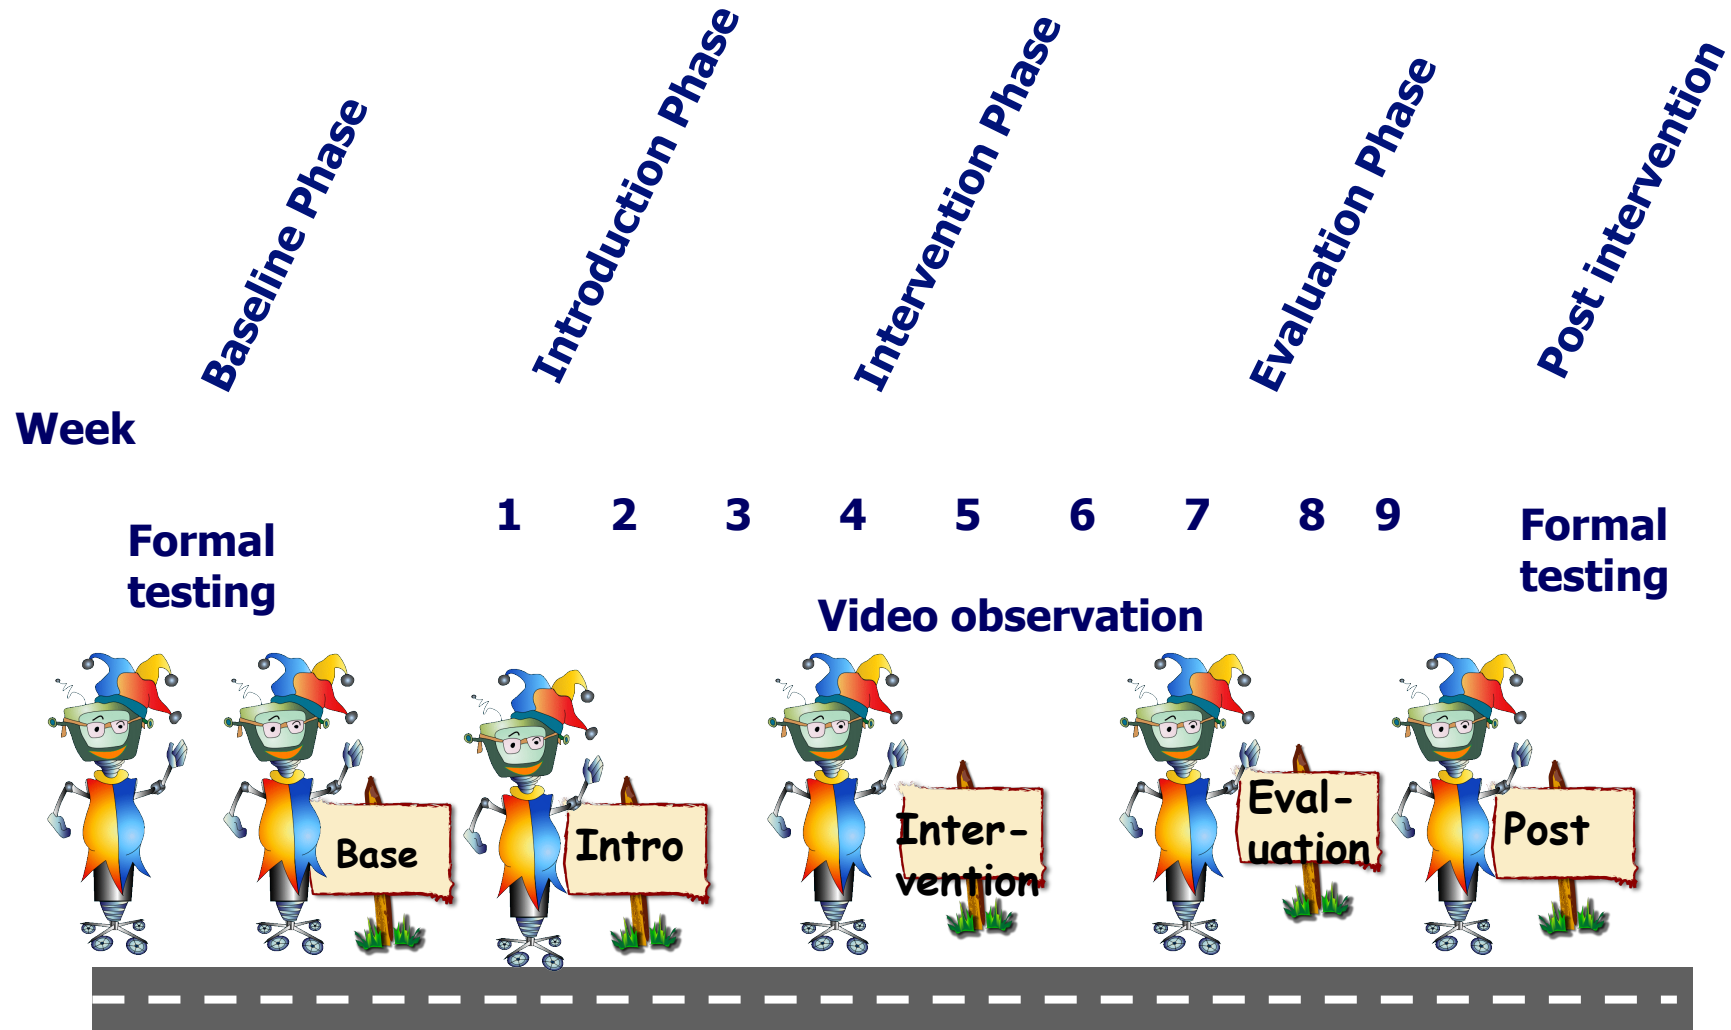 Baseline Phase
Introduction Phase
Intervention Phase
Evaluation Phase
Post intervention
Week
1 2 3 4 5 6 7 8 9
Formal
testing
Formal
testing
Video observation
Base
Intro
Inter-
vention
Eval-
uation
Post